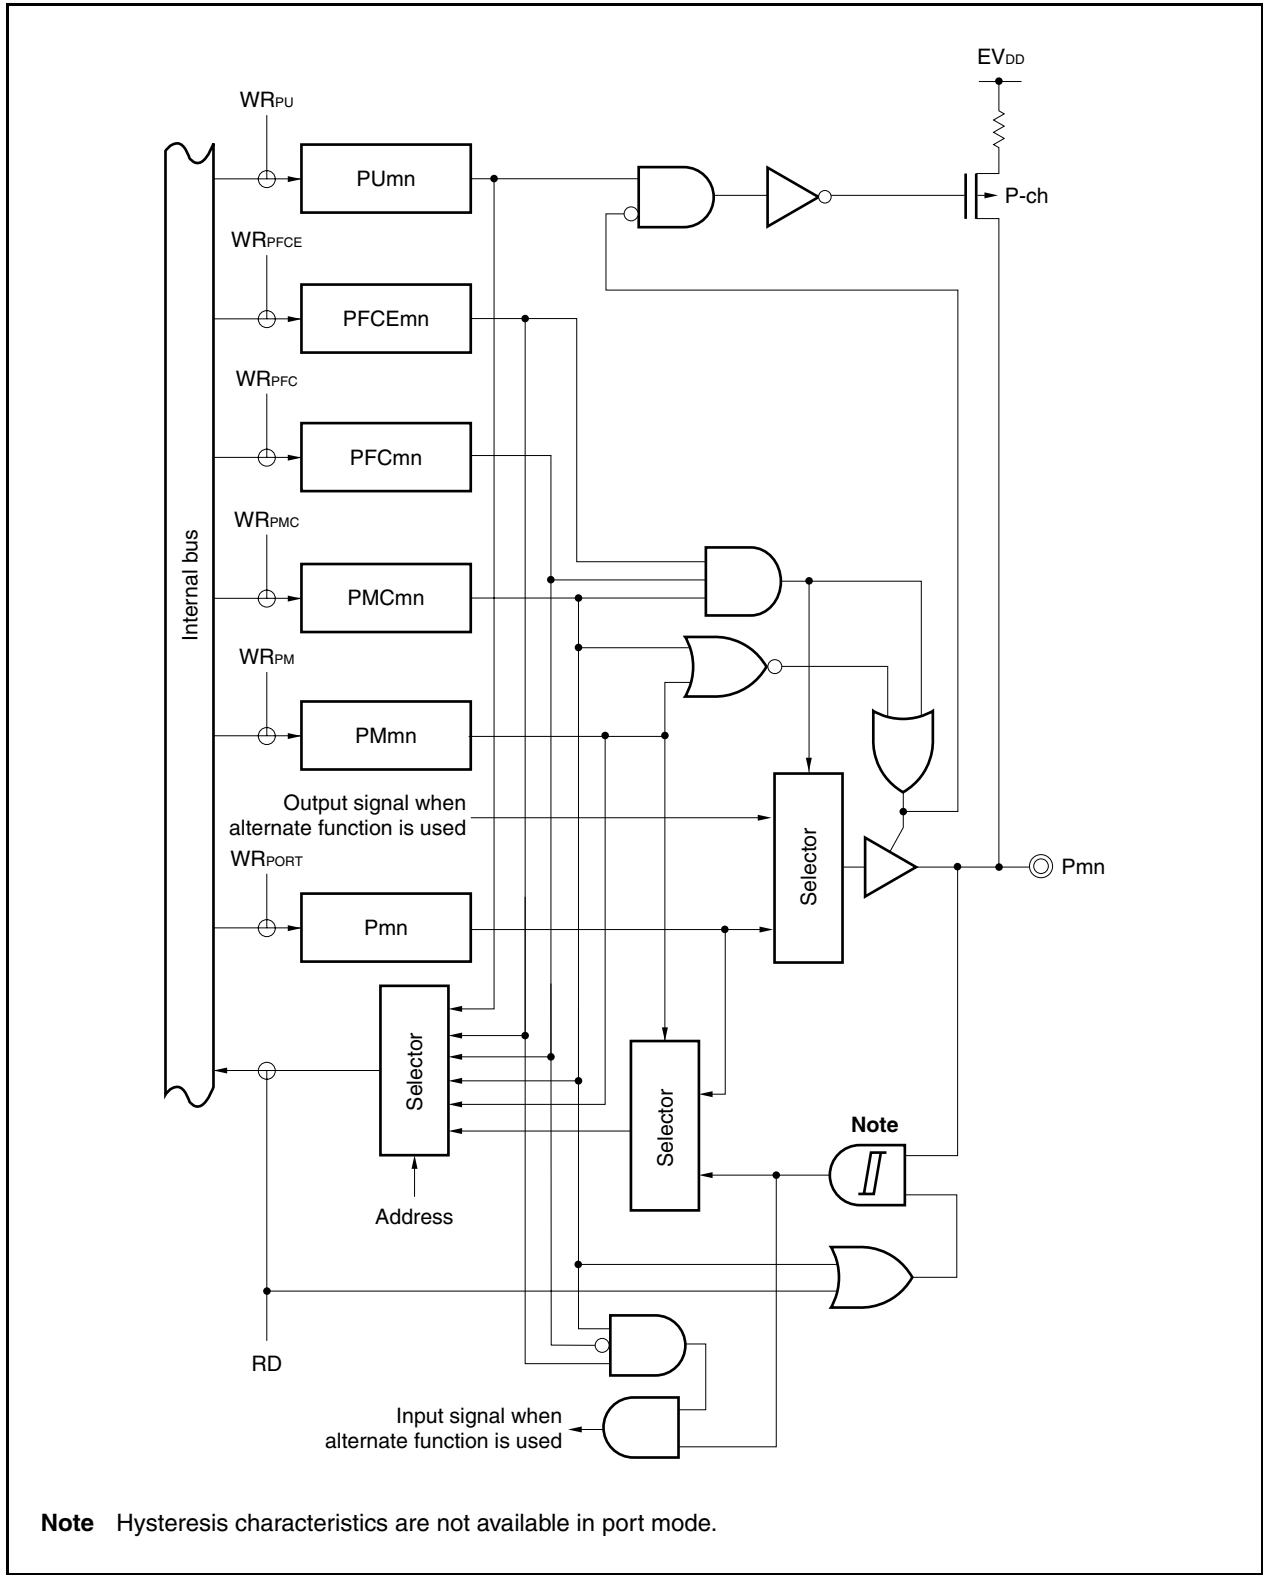 EVDD
WRPU
PUmn
P-ch
WRPFCE
PFCEmn
WRPFC
PFCmn
Internal bus
WRPMC
PMCmn
WRPM
PMmn
Output signal when
alternate function is used
Selector
WRPORT
Pmn
Pmn
Selector
Selector
Note
Address
RD
Input signal when
alternate function is used
Note Hysteresis characteristics are not available in port mode.